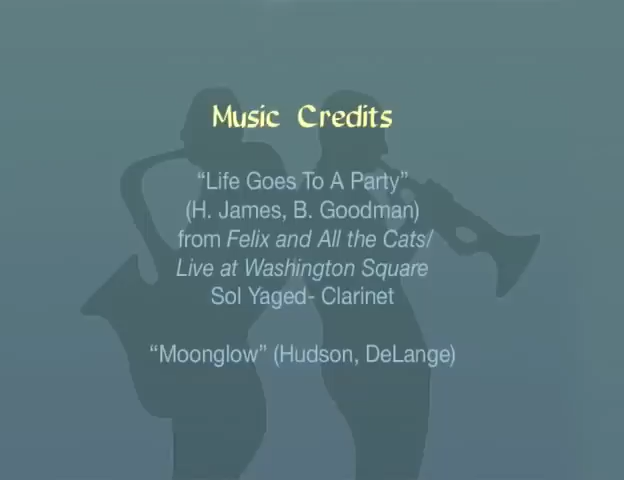 Music Credits
“Life Goes To A Party”
(H. James, B. Goodman)
from Felix and All the Cats/
Live at Washington Square
Sol Yaged- Clarinet
“Moonglow” (Hudson, DeLange)